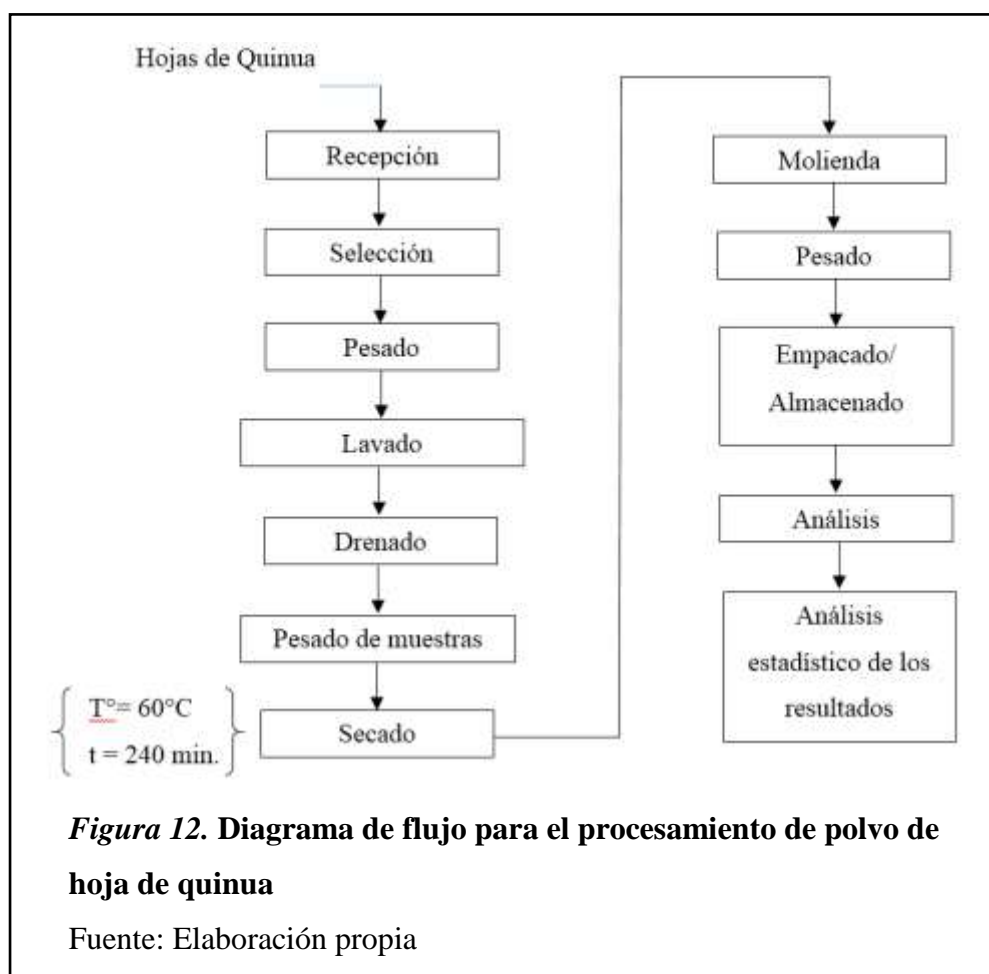 Hojas de Quinua
Recepción
Selección
Pesado
Lavado
Drenado
Pesado de muestras
T°= 60°C
t = 240 min.
Secado
Molienda
Pesado
Empacado/
Almacenado
Análisis
Análisis
estadístico de los
resultados
Figura 12. Diagrama de flujo para el procesamiento de polvo de
hoja de quinua
Fuente: Elaboración propia